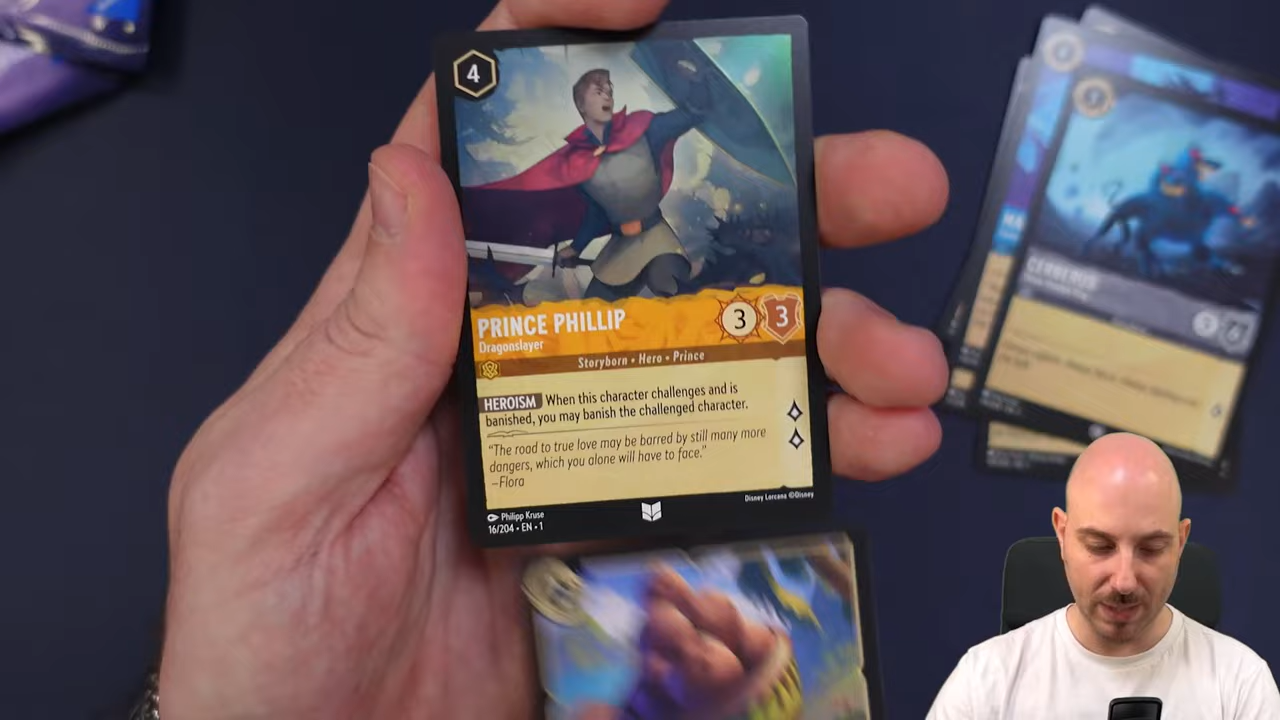 4
PRINCE PHILLIP
3 3
Dragonslayer
Storyborn • Hero • Prince
HEROISM When this character challenges and is
banished, you may banish the challenged character.
“The road to true love may be barred by still many more
dangers, which you alone will have to face.”
–Flora
Philipp Kruse
16/204 • EN • 1
Disney Lorcana ©Disney
CERBERUS